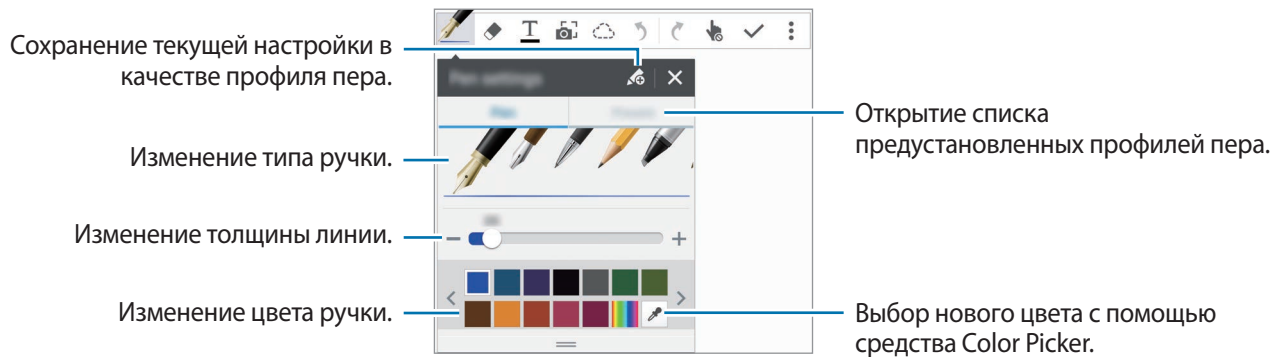 Сохранение текущей настройки в
качестве профиля пера.
Открытие списка
предустановленных профилей пера.
Изменение типа ручки.
Изменение толщины линии.
Изменение цвета ручки.
Выбор нового цвета с помощью
средства Color Picker.